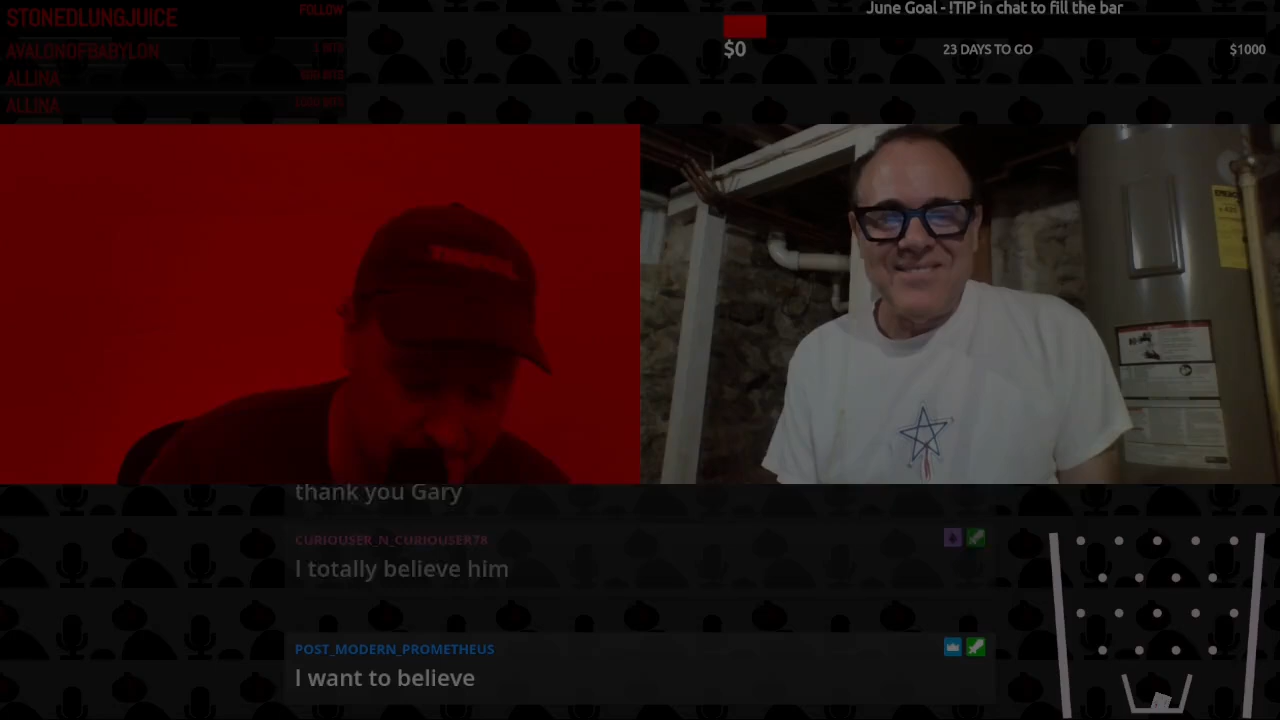 STONEDLUNGJUICE FOLLOW
AVALONOFBABYLON
ALLINA
ALLINA
June Goal - !TIP in chat to fill the bar
$0 23 DAYS TO GO $1000
thank you Gary
CURIOUSER_N_CURIOUSER78
I totally believe him
POST_MODERN_PROMETHEUS
I want to believe